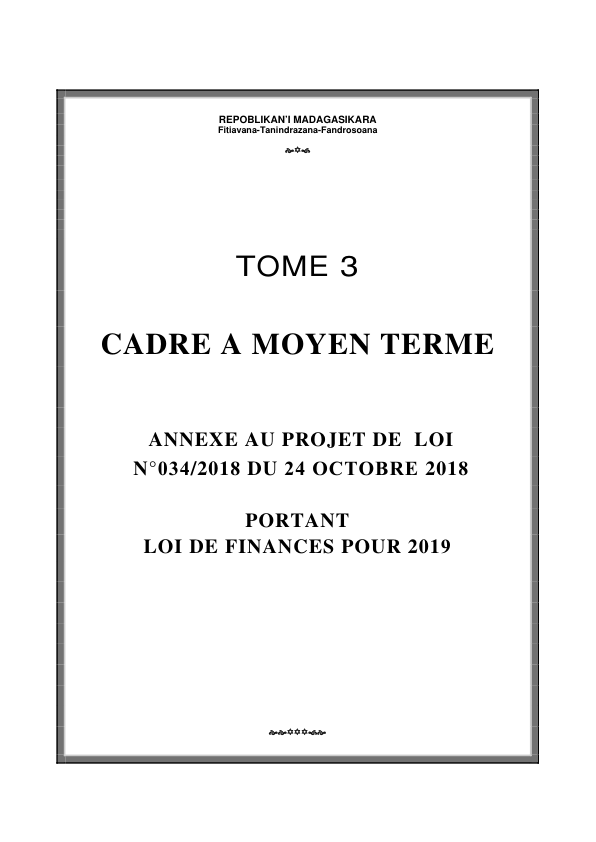 REPOBLIKAN'I MADAGASIKARA
Fitiavana-Tanindrazana-Fandrosoana
TOME 3
CADRE A MOYEN TERME
ANNEXE AU PROJET DE LOI
N°034/2018 DU 24 OCTOBRE 2018
PORTANT
LOI DE FINANCES POUR 2019